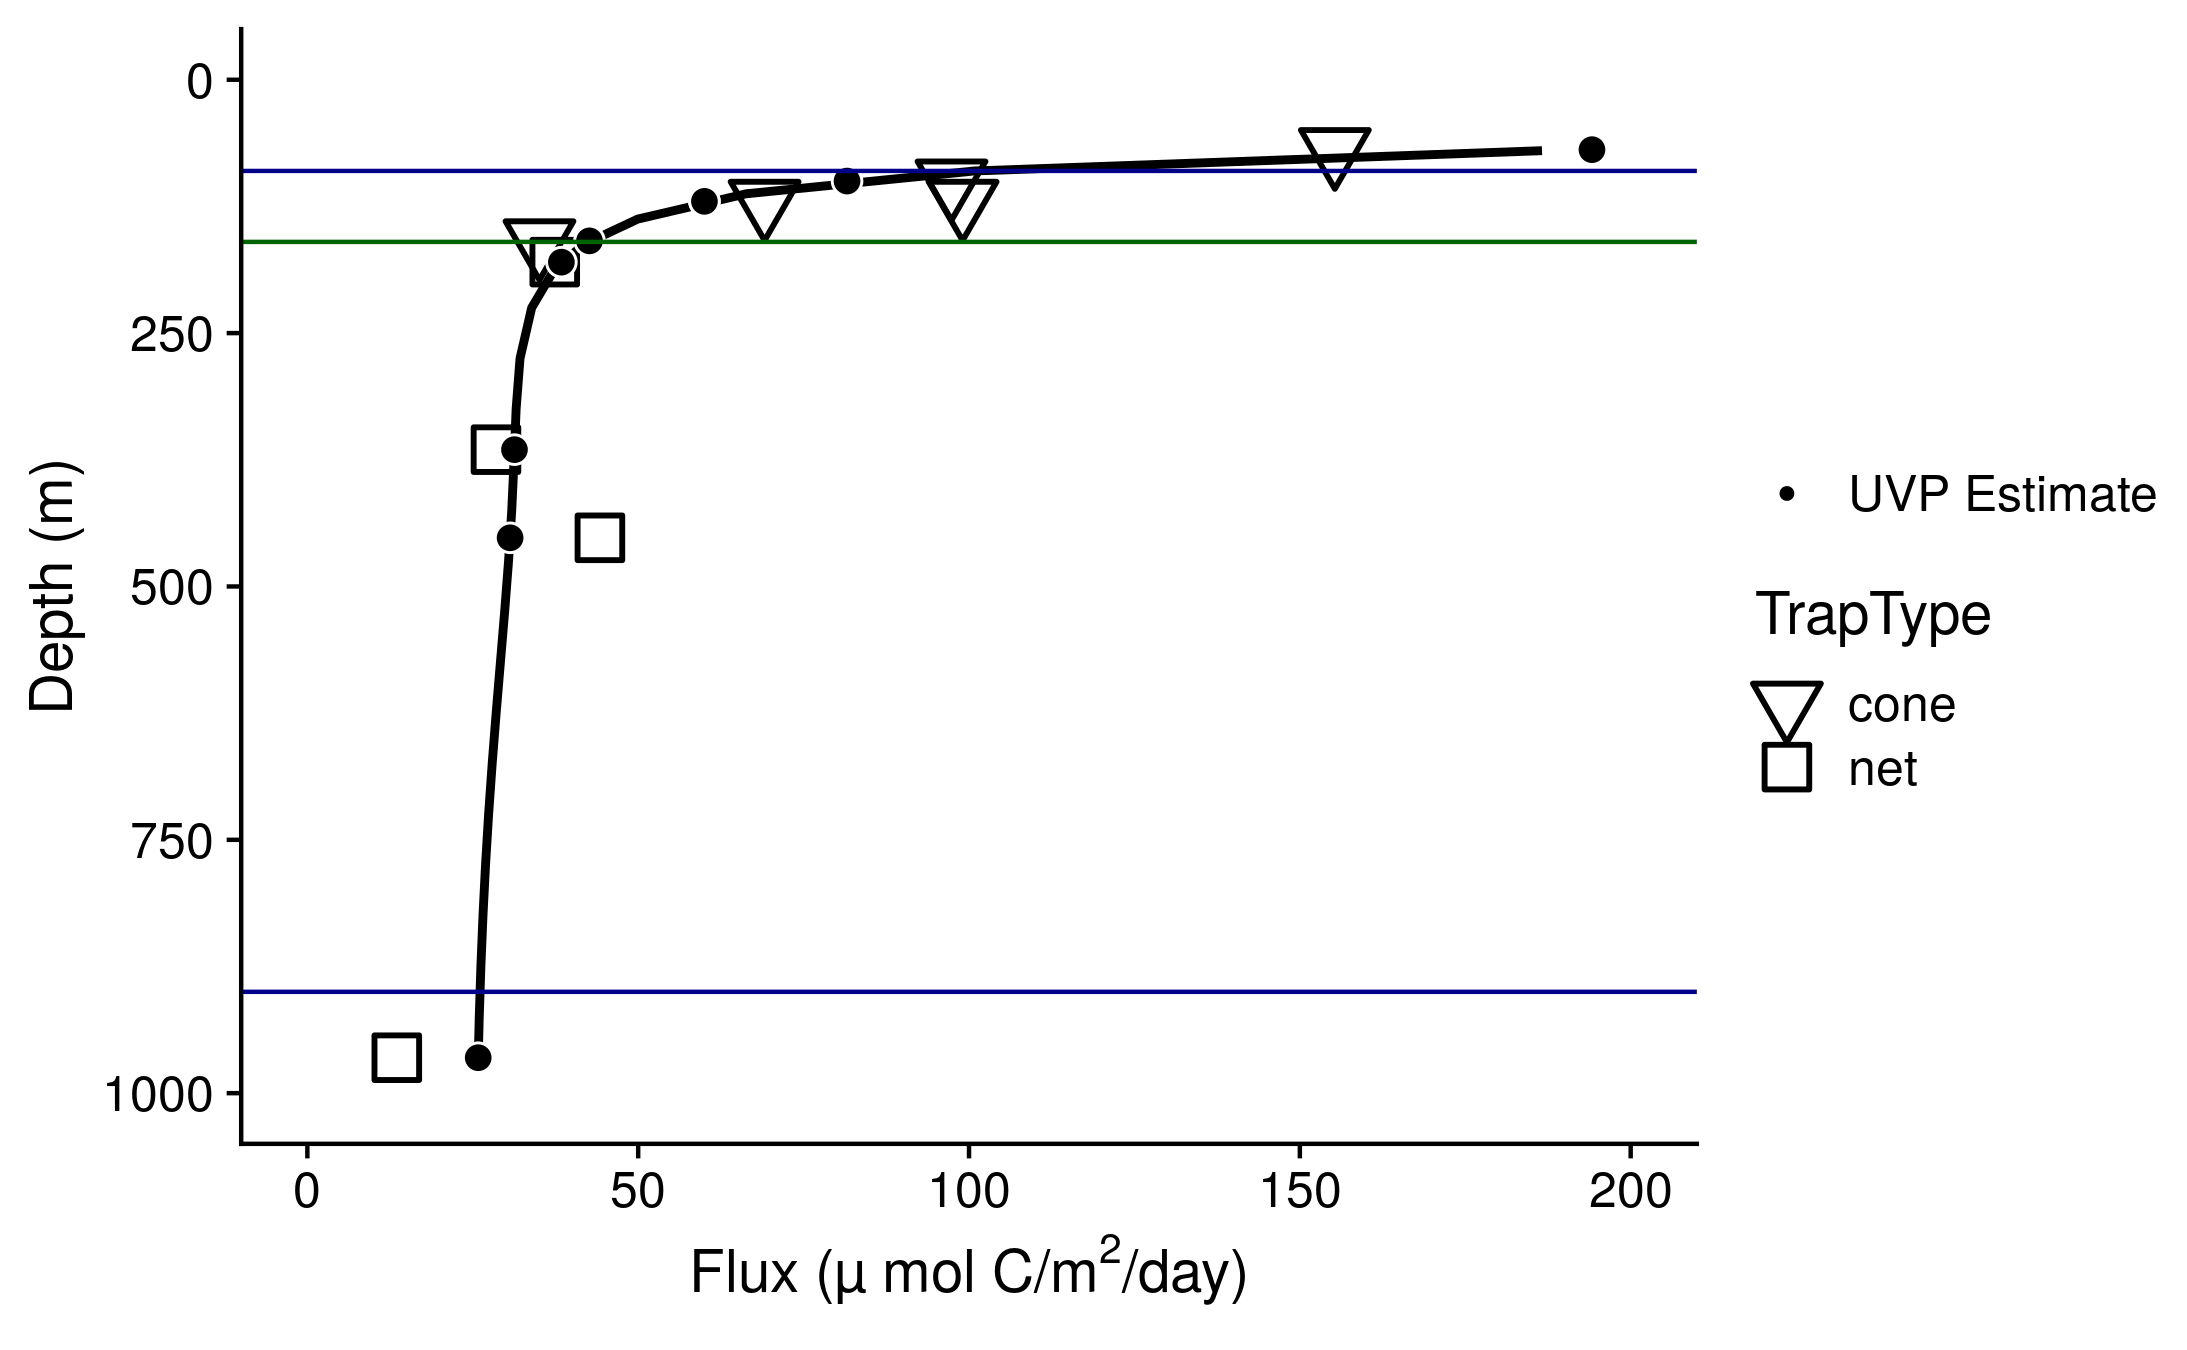 0
250
500
750
1000
Depth (m)
0 50 100 150 200
Flux (μ mol C/m²/day)
UVP Estimate
TrapType
cone
net